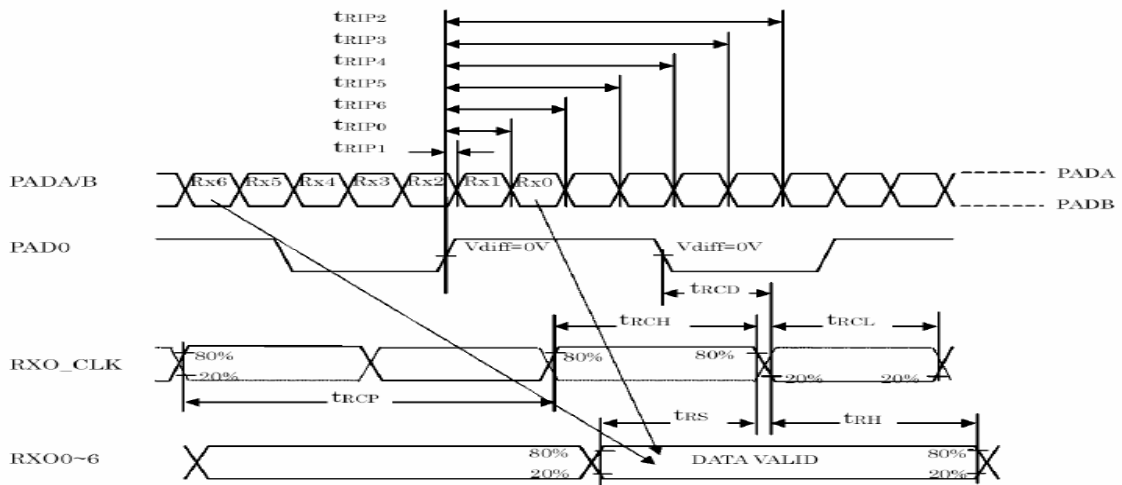 tRIP2
tRIP3
tRIP4
tRIP5
tRIP6
tRIP0
tRIP1
PADA/B Rx6 Rx5 Rx4 Rx3 Rx2 Rx1 Rx0 PADA
PADB
PAD0 Vdiff=0V Vdiff=0V
tRCD
tRCH tRCL
RXO_CLK 80% 80% 80%
20% 20% 20%
tRCP
tRS tRH
RXO0~6 80% DATA VALID 80%
20% 20%